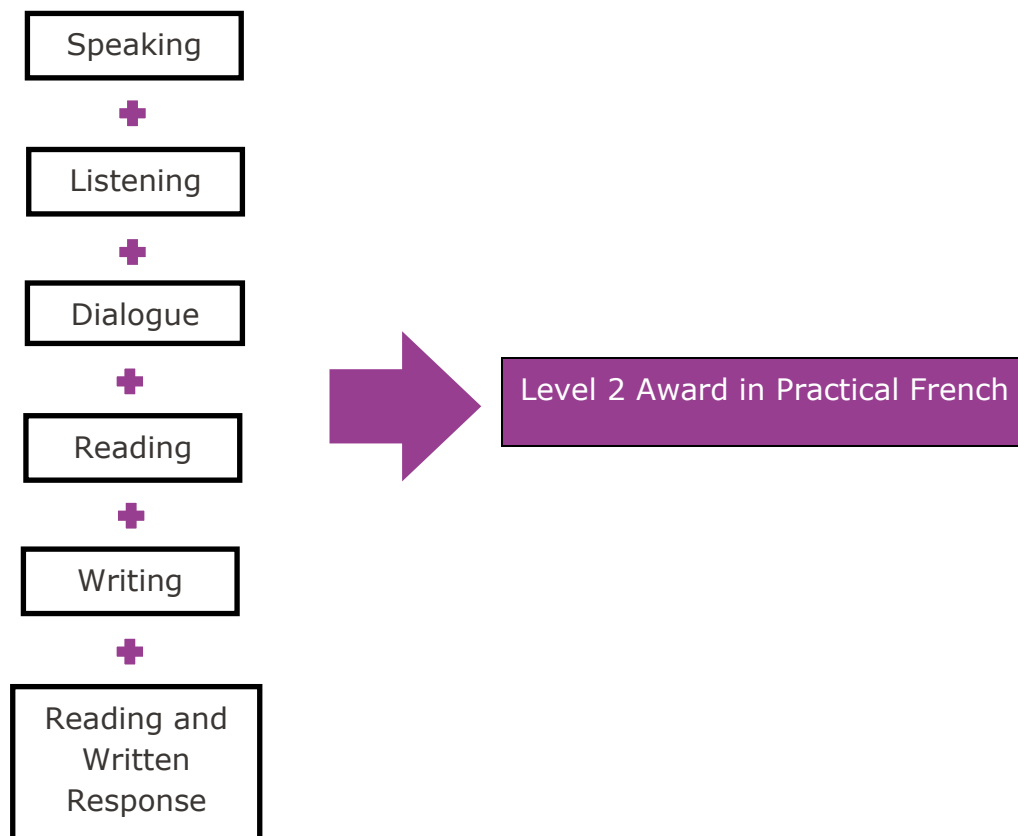 Speaking
Listening
Dialogue
Reading
Writing
Reading and
Written
Response
Level 2 Award in Practical French